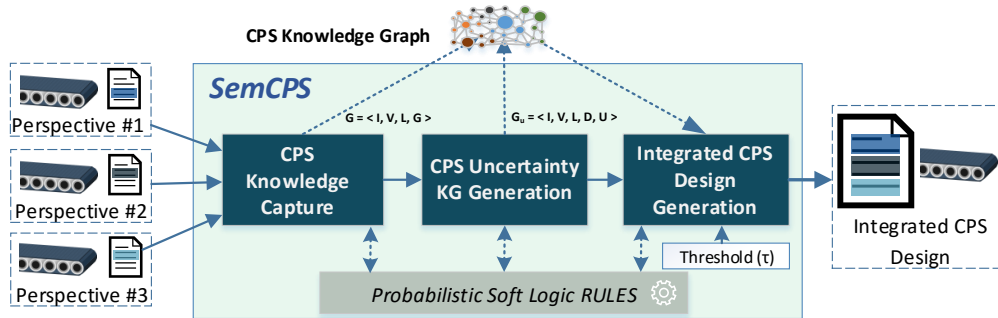 CPS Knowledge Graph
SemCPS
Perspective #1
Perspective #2
Perspective #3
G = < I, V, L, G >
Gu = < I, V, L, D, U >
CPS
Knowledge
Capture
CPS Uncertainty
KG Generation
Integrated CPS
Design
Generation
Threshold (τ)
Probabilistic Soft Logic RULES
Integrated CPS
Design